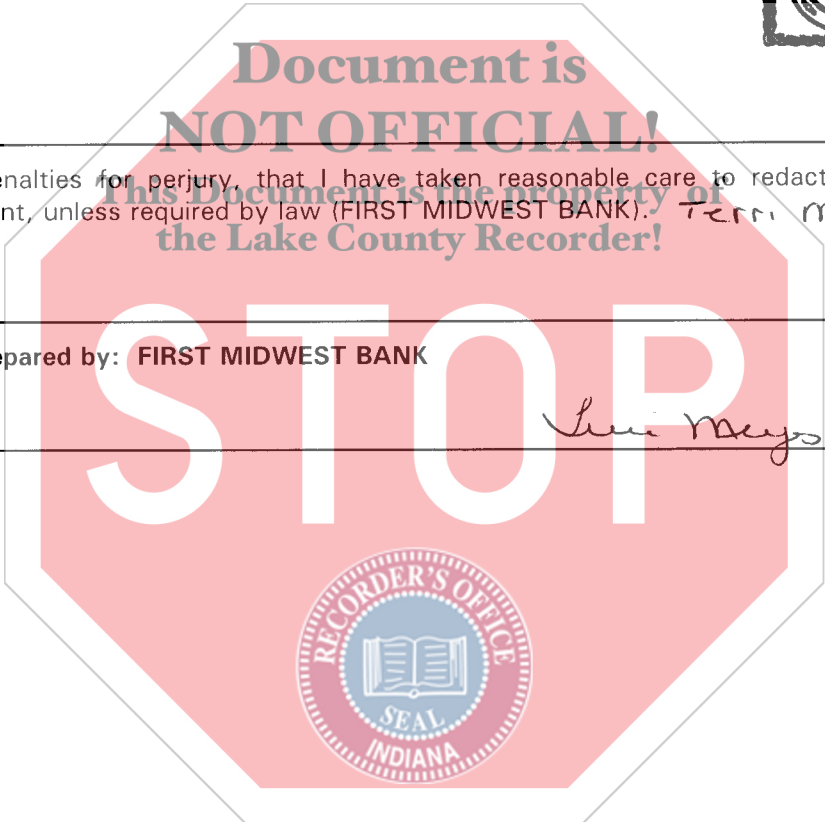 Document is
NOT OFFICIAL!
enalties for perjury, that I have taken reasonable care to redact
This Document is the property of
nt, unless required by law (FIRST MIDWEST BANK). Terri M
the Lake County Recorder!
epared by: FIRST MIDWEST BANK
STOP
RECORDER'S OFFICE
SEAL
INDIANA